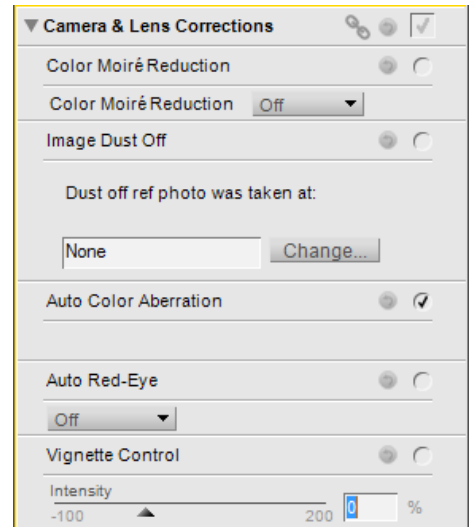 Camera & Lens Corrections
Color Moiré Reduction
Color Moiré Reduction Off
Image Dust Off
Dust off ref photo was taken at:
None Change...
Auto Color Aberration
Auto Red-Eye
Off
Vignette Control
Intensity
-100 200 0 %